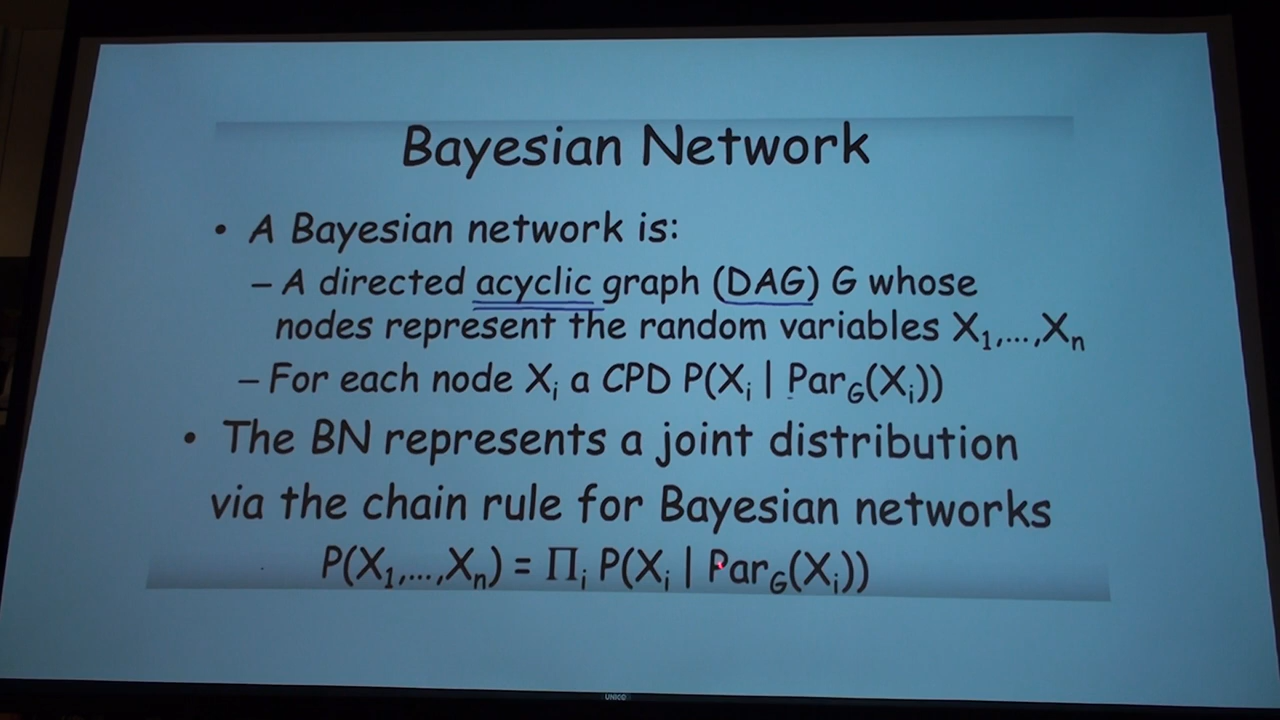 Bayesian Network
• A Bayesian network is:
– A directed acyclic graph (DAG) G whose
nodes represent the random variables X₁,...,Xₙ
– For each node Xᵢ a CPD P(Xᵢ | Par_G(Xᵢ))
• The BN represents a joint distribution
via the chain rule for Bayesian networks
P(X₁,...,Xₙ) = Πᵢ P(Xᵢ | Par_G(Xᵢ))
UNICO